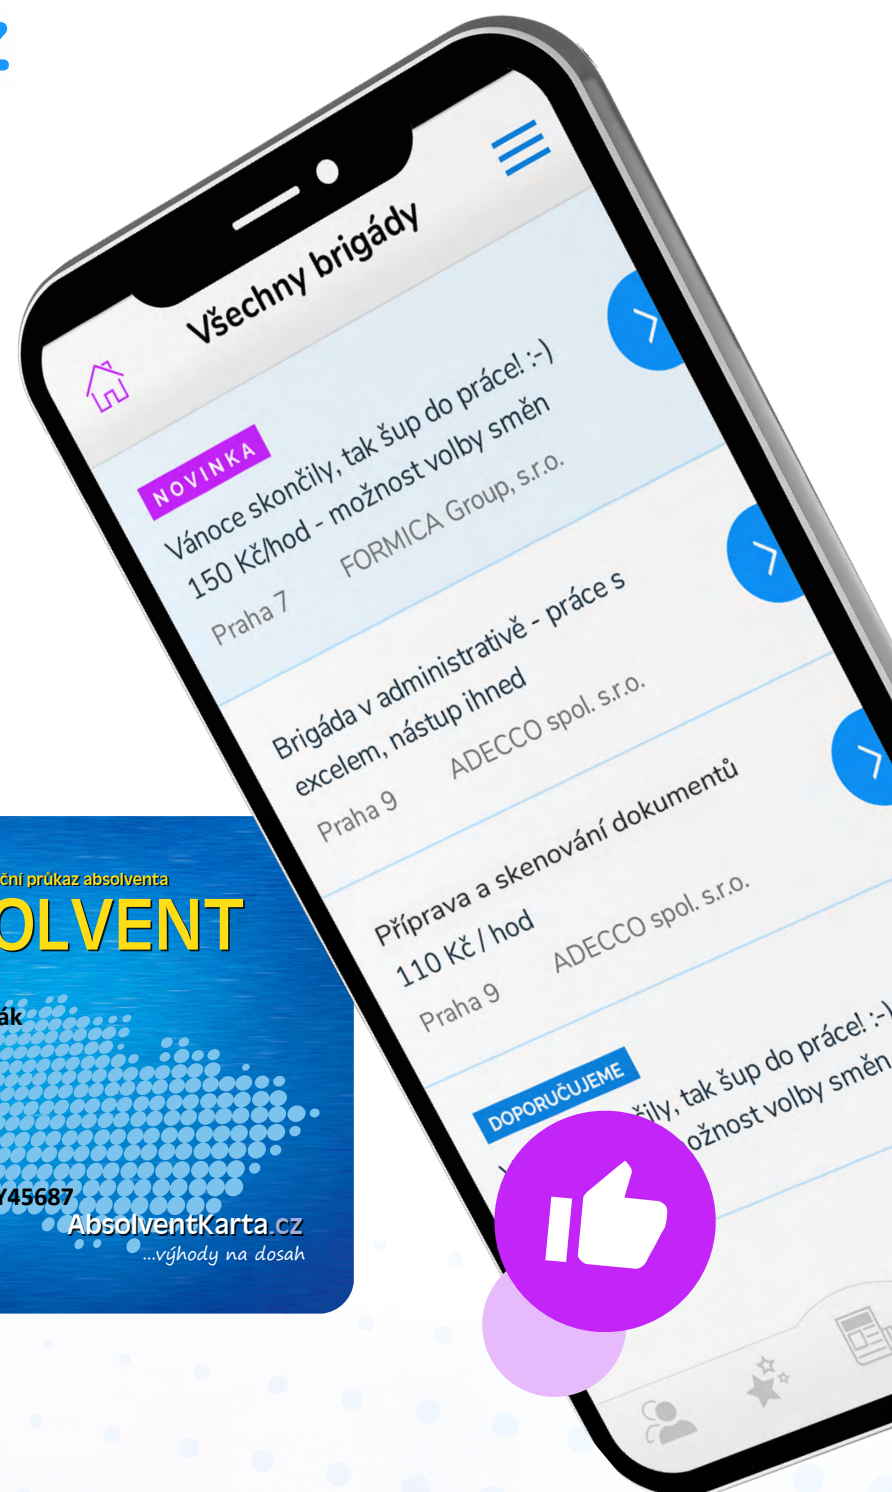 Všechny brigády
NOVINKA
Vánoce skončily, tak šup do práce! :-)
150 Kč/hod - možnost volby směn
Praha 7 FORMICA Group, s.r.o.
Brigáda v administrativě - práce s
excelem, nástup ihned
Praha 9 ADECCO spol. s.r.o.
Příprava a skenování dokumentů
110 Kč / hod
Praha 9 ADECCO spol. s.r.o.
DOPORUČUJEME
čily, tak šup do práce! :-)
ožnost volby směn
ční průkaz absolventa
OLVENT
ák
Y45687
AbsolventKarta.cz
...výhody na dosah